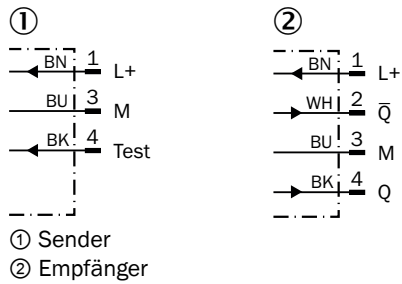 ①
BN 1 L+
BU 3 M
BK 4 Test
②
BN 1 L+
WH 2 Q̅
BU 3 M
BK 4 Q
① Sender
② Empfänger